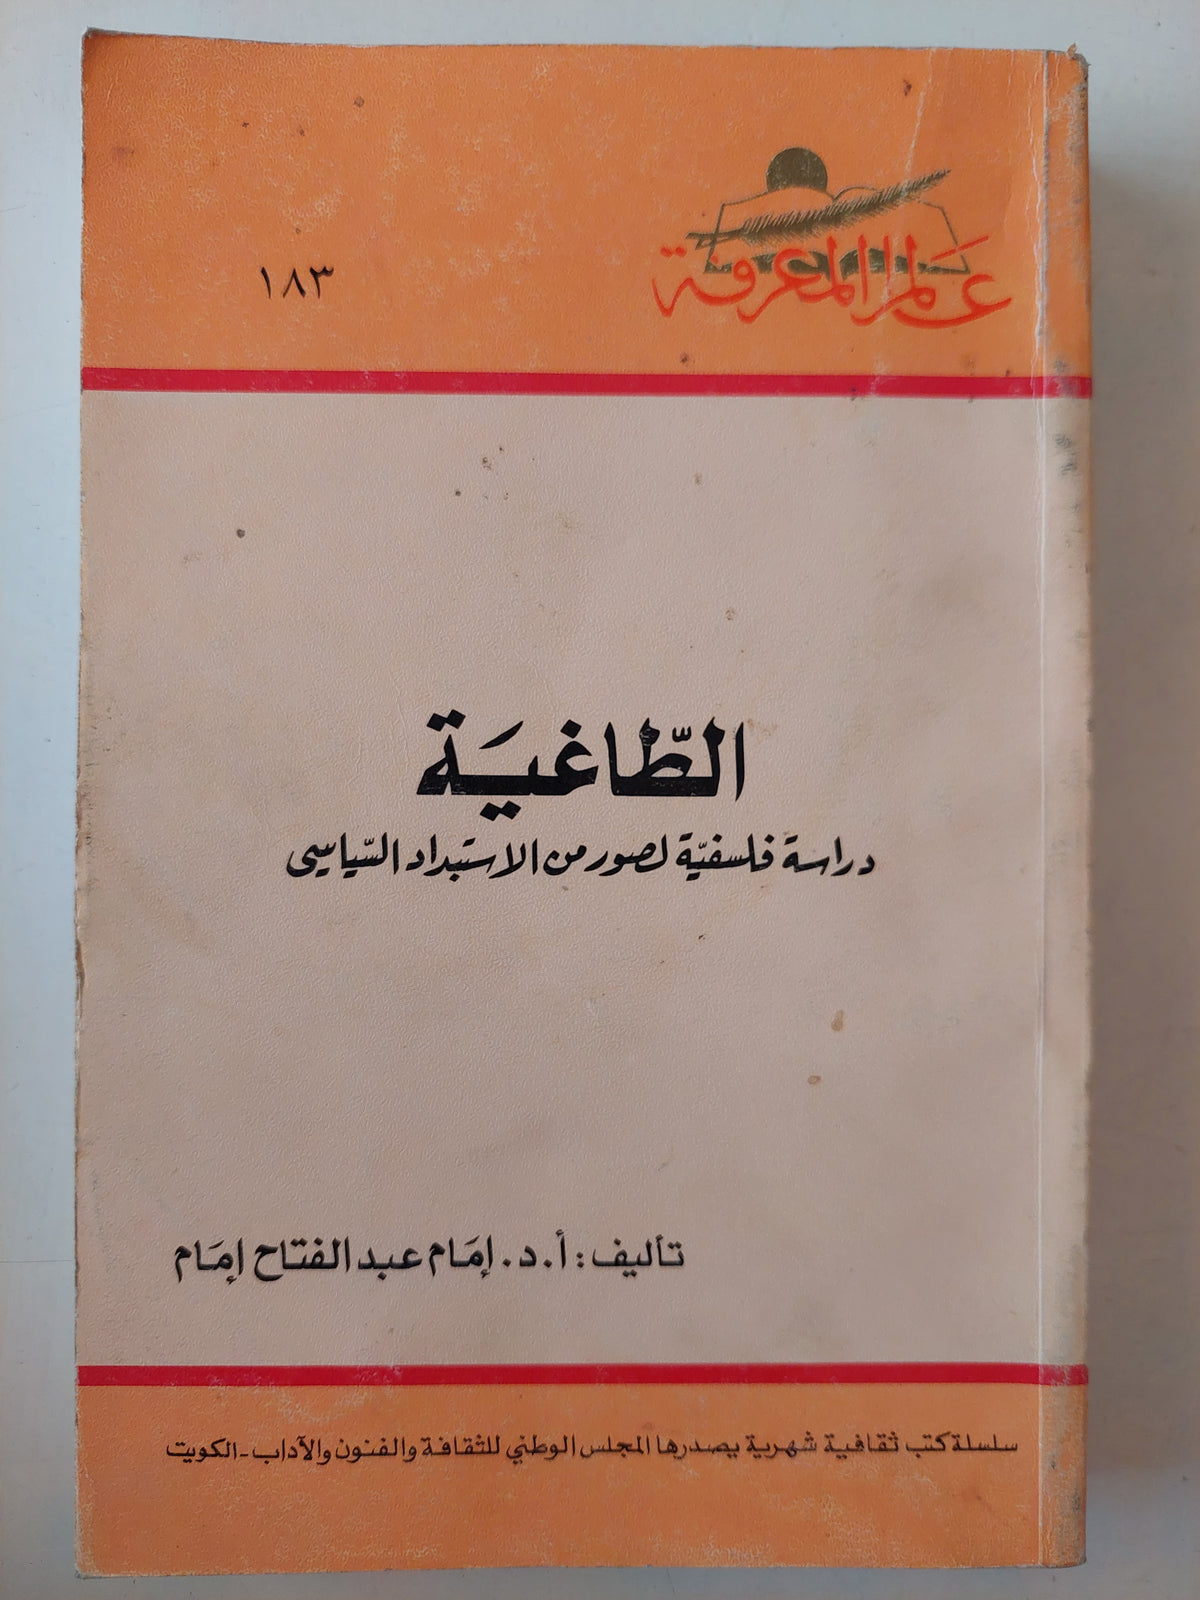 عالم المعرفة
١٨٣
الطّاغيَة
دراسة فلسفيّة لصور من الاستبداد السّياسي
تأليف: أ.د. إمَام عبد الفتاح إمَام
سلسلة كتب ثقافية شهرية يصدرها المجلس الوطني للثقافة والفنون والآداب - الكويت